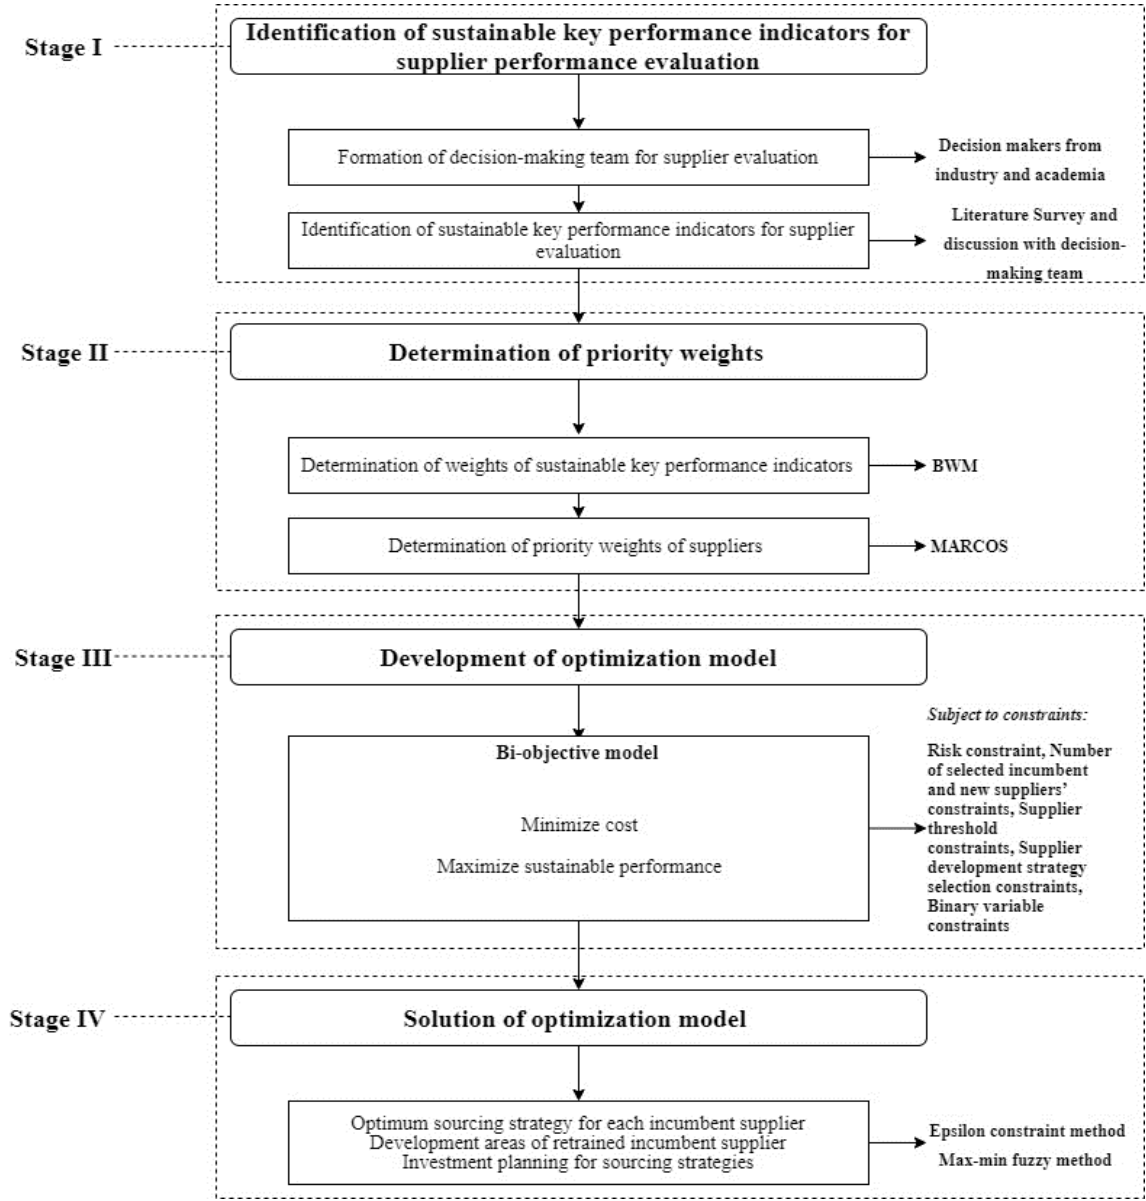 Stage I
Identification of sustainable key performance indicators for
supplier performance evaluation
Formation of decision-making team for supplier evaluation
Decision makers from
industry and academia
Identification of sustainable key performance indicators for supplier
evaluation
Literature Survey and
discussion with decision-
making team
Stage II
Determination of priority weights
Determination of weights of sustainable key performance indicators
BWM
Determination of priority weights of suppliers
MARCOS
Stage III
Development of optimization model
Bi-objective model
Minimize cost
Maximize sustainable performance
Subject to constraints:
Risk constraint, Number
of selected incumbent
and new suppliers’
constraints, Supplier
threshold
constraints, Supplier
development strategy
selection constraints,
Binary variable
constraints
Stage IV
Solution of optimization model
Optimum sourcing strategy for each incumbent supplier
Development areas of retrained incumbent supplier
Investment planning for sourcing strategies
Epsilon constraint method
Max-min fuzzy method